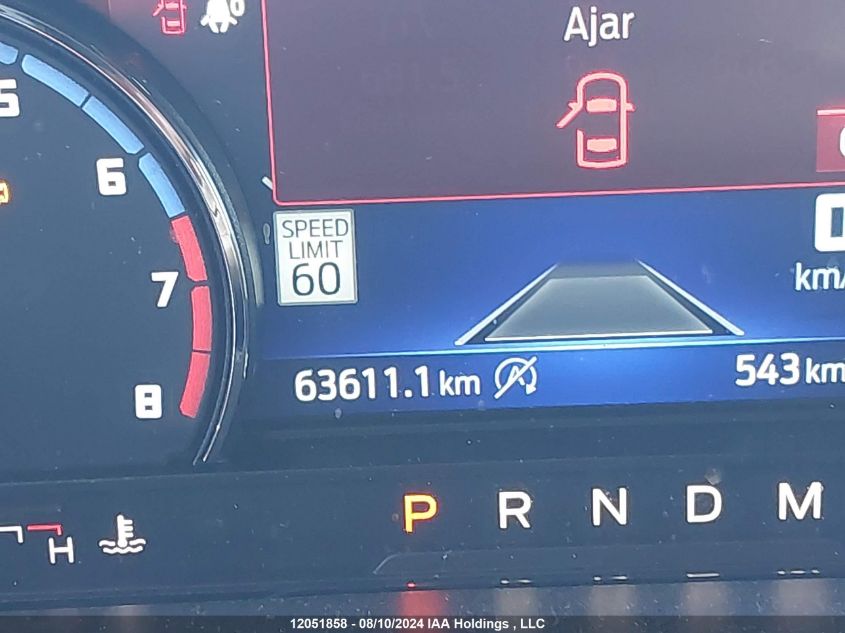 Ajar
5
6
7
8
SPEED
LIMIT
60
km/
63611.1 km
543 km
P R N D M
H
12051858 - 08/10/2024 IAA Holdings , LLC